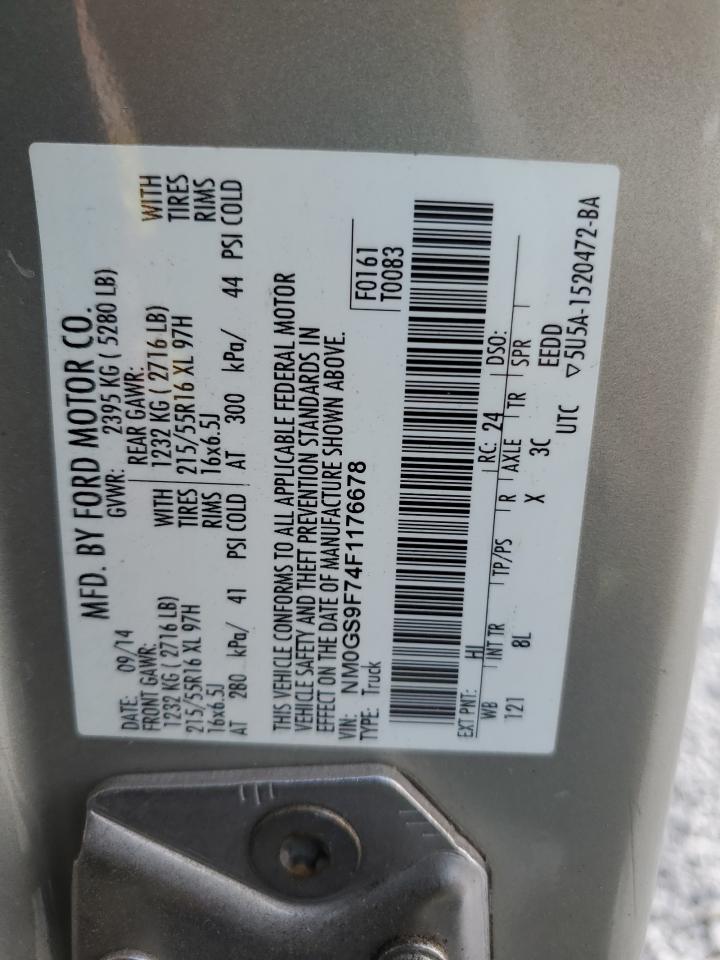 MFD. BY FORD MOTOR CO.
DATE: 09/14 GVWR: 2395 KG ( 5280 LB)
FRONT GAWR: REAR GAWR:
1232 KG ( 2716 LB) WITH 1232 KG ( 2716 LB) WITH
215/55R16 XL 97H TIRES 215/55R16 XL 97H TIRES
16x6.5J RIMS 16x6.5J RIMS
AT 280 kPa/ 41 PSI COLD AT 300 kPa/ 44 PSI COLD
THIS VEHICLE CONFORMS TO ALL APPLICABLE FEDERAL MOTOR
VEHICLE SAFETY AND THEFT PREVENTION STANDARDS IN
EFFECT ON THE DATE OF MANUFACTURE SHOWN ABOVE.
VIN: NM0GS9F74F1176678 F0161
TYPE: Truck T0083
EXT PNT: HJ RC: 24 DSO:
WB INT TR TP/PS R AXLE TR SPR
121 8L X 3C EEDD
UTC ▽5U5A-1520472-BA